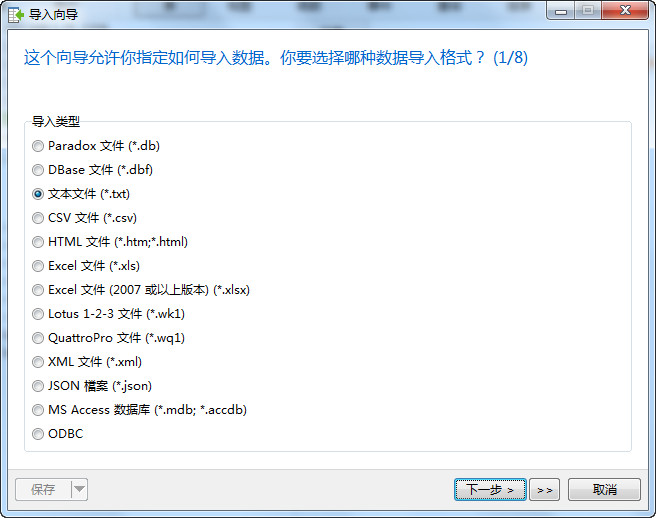 导入向导
这个向导允许你指定如何导入数据。你要选择哪种数据导入格式？ (1/8)
导入类型
Paradox 文件 (*.db)
DBase 文件 (*.dbf)
文本文件 (*.txt)
CSV 文件 (*.csv)
HTML 文件 (*.htm;*.html)
Excel 文件 (*.xls)
Excel 文件 (2007 或以上版本) (*.xlsx)
Lotus 1-2-3 文件 (*.wk1)
QuattroPro 文件 (*.wq1)
XML 文件 (*.xml)
JSON 檔案 (*.json)
MS Access 数据库 (*.mdb; *.accdb)
ODBC
保存 下一步 > >> 取消